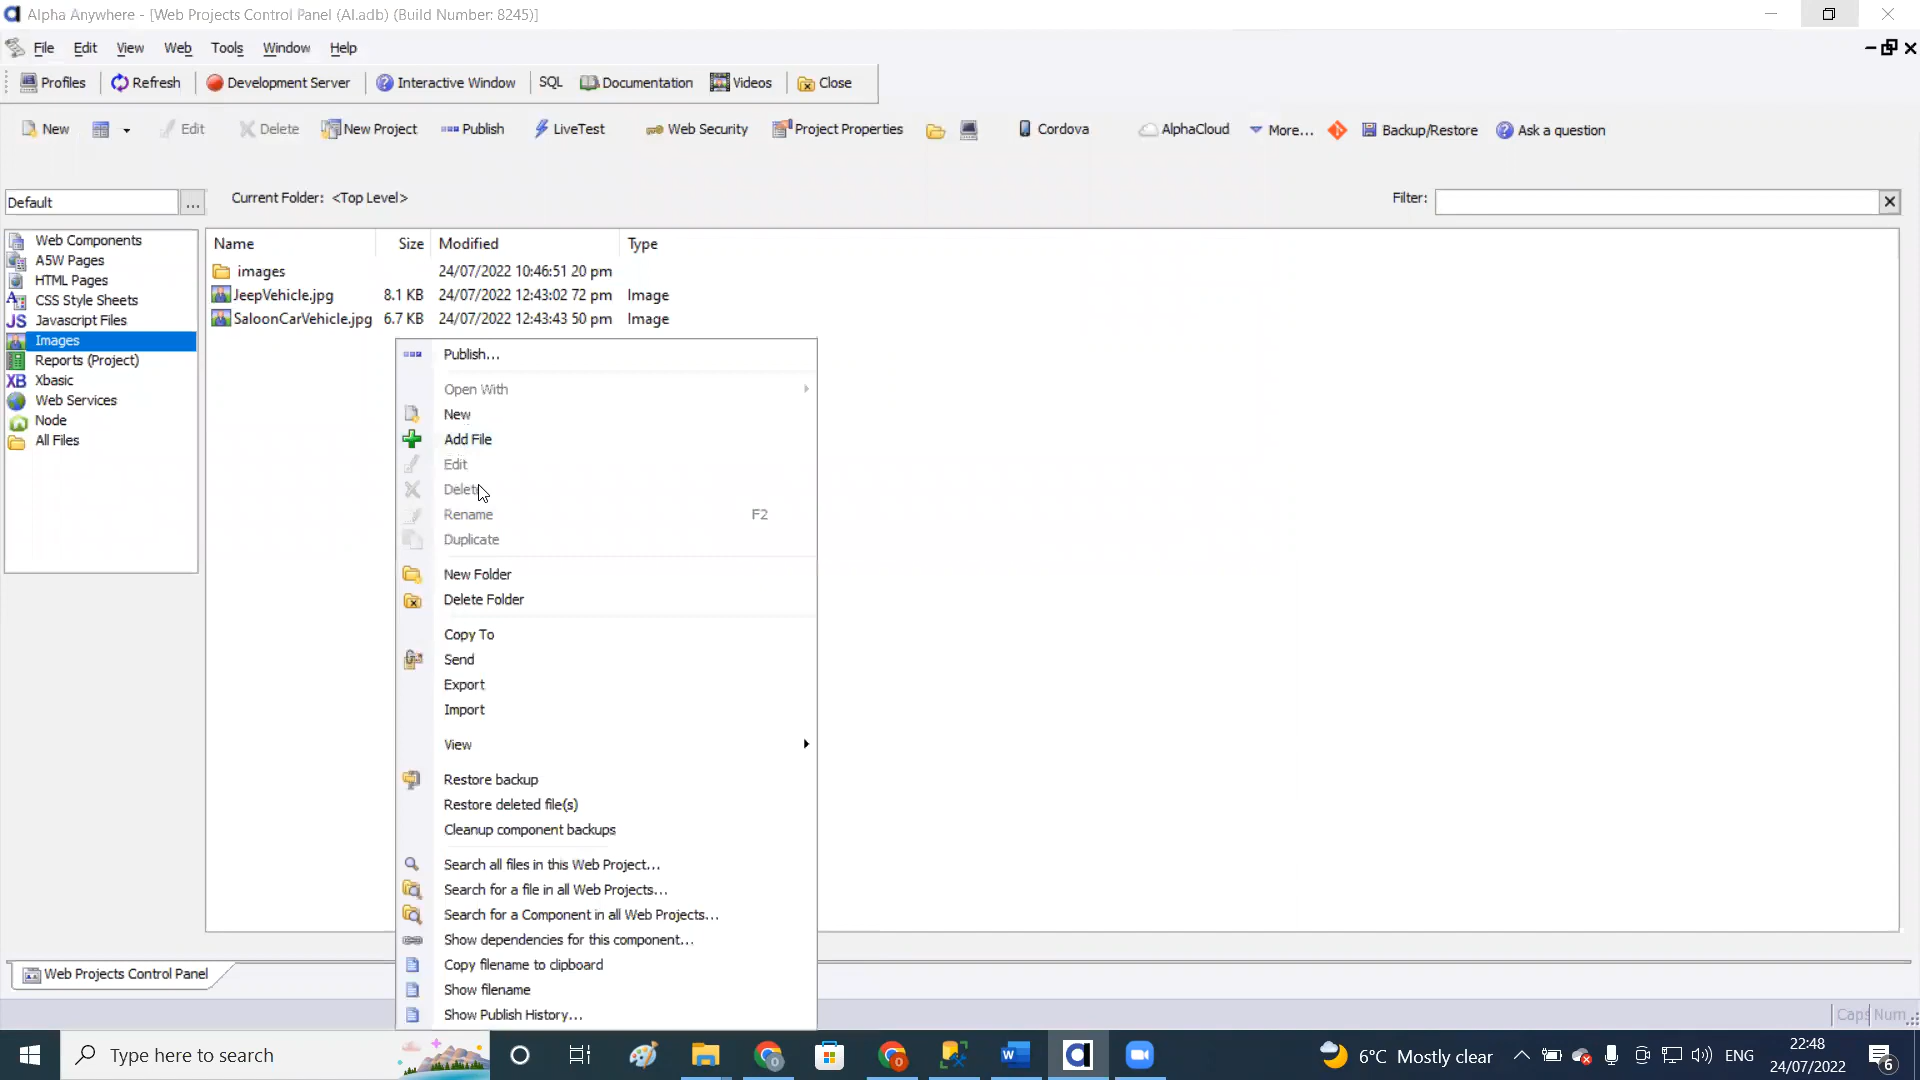 Alpha Anywhere - [Web Projects Control Panel (AI.adb) (Build Number: 8245)]
File Edit View Web Tools Window Help
Profiles Refresh Development Server Interactive Window SQL Documentation Videos Close
New Edit Delete New Project Publish LiveTest Web Security Project Properties Cordova AlphaCloud More... Backup/Restore Ask a question
Default ... Current Folder: <Top Level> Filter:
Name Size Modified Type
Web Components
A5W Pages
HTML Pages
CSS Style Sheets
Javascript Files
Images
Reports (Project)
Xbasic
Web Services
Node
All Files
images 24/07/2022 10:46:51 20 pm
JeepVehicle.jpg 8.1 KB 24/07/2022 12:43:02 72 pm Image
SaloonCarVehicle.jpg 6.7 KB 24/07/2022 12:43:43 50 pm Image
Publish...
Open With
New
Add File
Edit
Delete
Rename F2
Duplicate
New Folder
Delete Folder
Copy To
Send
Export
Import
View
Restore backup
Restore deleted file(s)
Cleanup component backups
Search all files in this Web Project...
Search for a file in all Web Projects...
Search for a Component in all Web Projects...
Show dependencies for this component...
Copy filename to clipboard
Show filename
Show Publish History...
Web Projects Control Panel
Caps Num
Type here to search
6°C Mostly clear ENG 22:48
24/07/2022
6